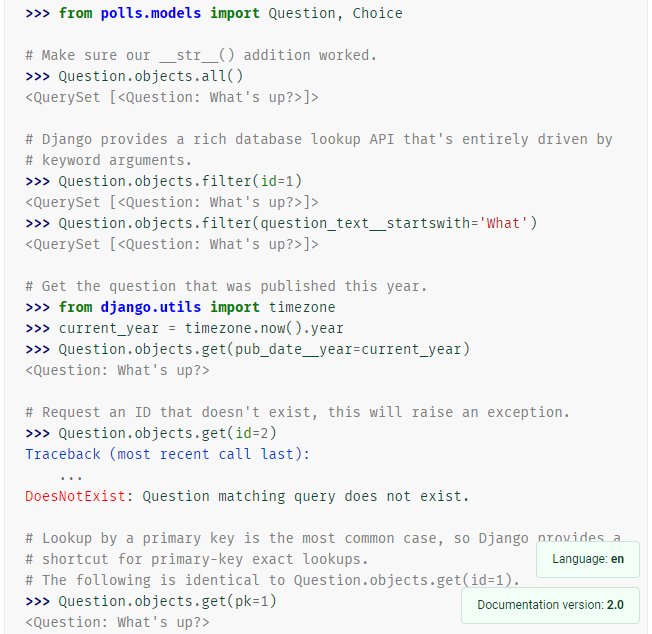 >>> from polls.models import Question, Choice
# Make sure our __str__() addition worked.
>>> Question.objects.all()
<QuerySet [<Question: What's up?>]>
# Django provides a rich database lookup API that's entirely driven by
# keyword arguments.
>>> Question.objects.filter(id=1)
<QuerySet [<Question: What's up?>]>
>>> Question.objects.filter(question_text__startswith='What')
<QuerySet [<Question: What's up?>]>
# Get the question that was published this year.
>>> from django.utils import timezone
>>> current_year = timezone.now().year
>>> Question.objects.get(pub_date__year=current_year)
<Question: What's up?>
# Request an ID that doesn't exist, this will raise an exception.
>>> Question.objects.get(id=2)
Traceback (most recent call last):
...
DoesNotExist: Question matching query does not exist.
# Lookup by a primary key is the most common case, so Django provides a
# shortcut for primary-key exact lookups.
Language: en
# The following is identical to Question.objects.get(id=1).
>>> Question.objects.get(pk=1)
Documentation version: 2.0
<Question: What's up?>